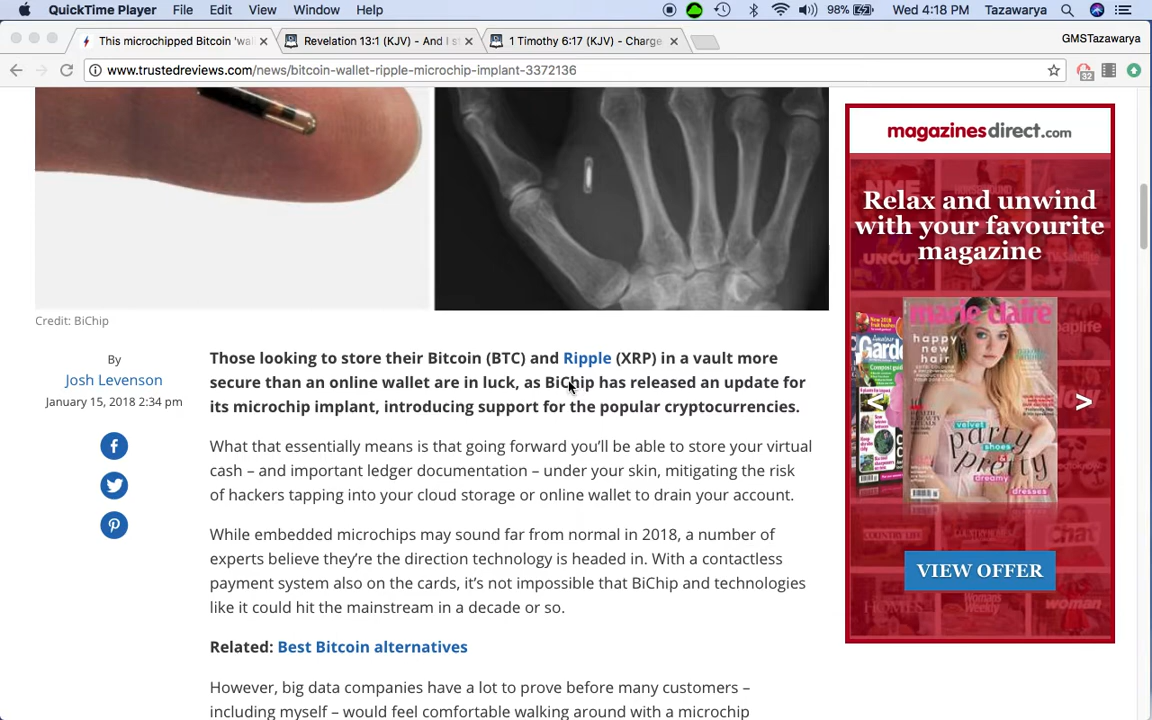 QuickTime Player File Edit View Window Help 98% Wed 4:18 PM Tazawarya
This microchipped Bitcoin 'wal Revelation 13:1 (KJV) - And I st 1 Timothy 6:17 (KJV) - Charge GMSTazawarya
www.trustedreviews.com/news/bitcoin-wallet-ripple-microchip-implant-3372136
32
Credit: BiChip
By
Josh Levenson
January 15, 2018 2:34 pm
Those looking to store their Bitcoin (BTC) and Ripple (XRP) in a vault more
secure than an online wallet are in luck, as BiChip has released an update for
its microchip implant, introducing support for the popular cryptocurrencies.
What that essentially means is that going forward you'll be able to store your virtual
cash – and important ledger documentation – under your skin, mitigating the risk
of hackers tapping into your cloud storage or online wallet to drain your account.
While embedded microchips may sound far from normal in 2018, a number of
experts believe they're the direction technology is headed in. With a contactless
payment system also on the cards, it's not impossible that BiChip and technologies
like it could hit the mainstream in a decade or so.
Related: Best Bitcoin alternatives
However, big data companies have a lot to prove before many customers –
including myself – would feel comfortable walking around with a microchip
magazinesdirect.com
Relax and unwind
with your favourite
magazine
marie claire
happy
new
hair
velvet
party
shoes
&
pretty
dreamy
dresses
< >
VIEW OFFER